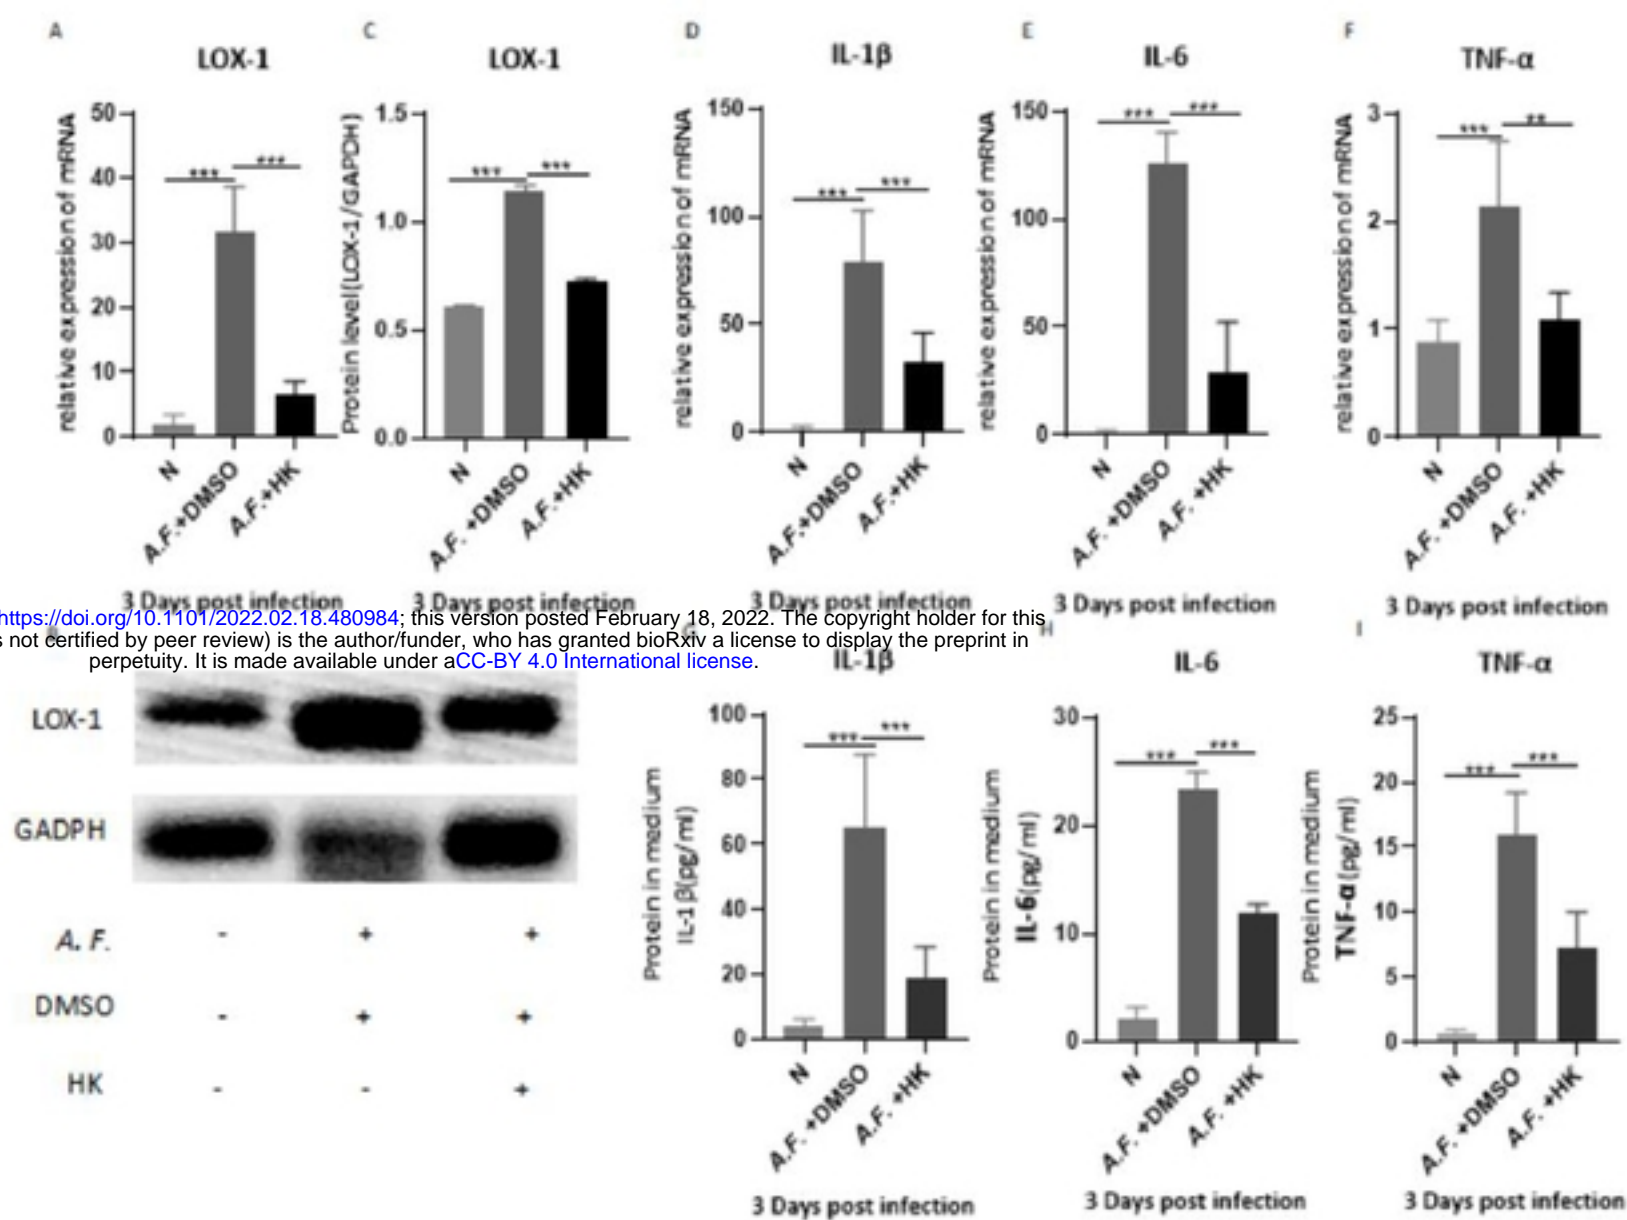 A
LOX-1
relative expression of mRNA
50
40
30
20
10
0
***
***
N
A.F.+DMSO
A.F.+HK
3 Days post infection
C
LOX-1
Protein level(LOX-1/GAPDH)
1.5
1.0
0.5
0.0
***
***
N
A.F. +DMSO
A.F.+HK
3 Days post infection
D
IL-1β
relative expression of mRNA
150
100
50
0
***
***
N
A.F.+DMSO
A.F.+HK
3 Days post infection
E
IL-6
relative expression of mRNA
150
100
50
0
***
***
N
A.F. +DMSO
A.F. +HK
3 Days post infection
F
TNF-α
relative expression of mRNA
3
2
1
0
***
**
N
A.F. +DMSO
A.F. +HK
3 Days post infection
https://doi.org/10.1101/2022.02.18.480984; this version posted February 18, 2022. The copyright holder for this
not certified by peer review) is the author/funder, who has granted bioRxiv a license to display the preprint in
perpetuity. It is made available under aCC-BY 4.0 International license.
LOX-1
GADPH
A. F. - + +
DMSO - + +
HK - - +
IL-1β
Protein in medium
IL-1 β(pg/ml)
100
80
60
40
20
0
***
***
N
A.F. +DMSO
A.F. +HK
3 Days post infection
H
IL-6
Protein in medium
IL-6(pg/ml)
30
20
10
0
***
***
N
A.F. +DMSO
A.F. +HK
3 Days post infection
I
TNF-α
Protein in medium
TNF-α(pg/ml)
25
20
15
10
5
0
***
***
N
A.F. +DMSO
A.F. +HK
3 Days post infection